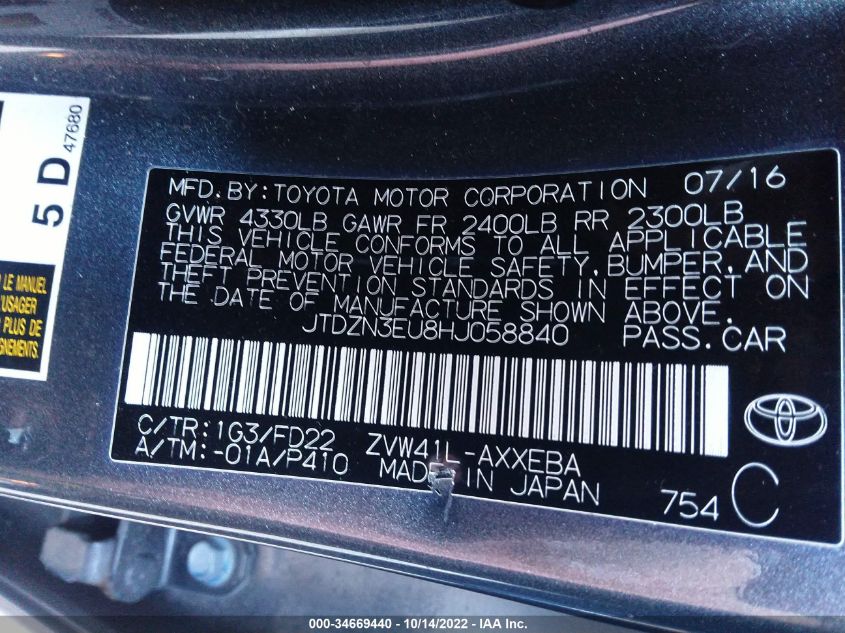 5 D 47680
LE MANUEL
L'USAGER
PLUS DE
MFD. BY: TOYOTA MOTOR CORPORATION 07/16
GVWR 4330LB GAWR FR 2400LB RR 2300LB
THIS VEHICLE CONFORMS TO ALL APPLICABLE
FEDERAL MOTOR VEHICLE SAFETY, BUMPER, AND
THEFT PREVENTION STANDARDS IN EFFECT ON
THE DATE OF MANUFACTURE SHOWN ABOVE.
JTDZN3EU8HJ058840 PASS. CAR
C/TR: 1G3/FD22 ZVW41L-AXXEBA
A/TM: -01A/P410 MADE IN JAPAN
754 C
000-34669440 - 10/14/2022 - IAA Inc.